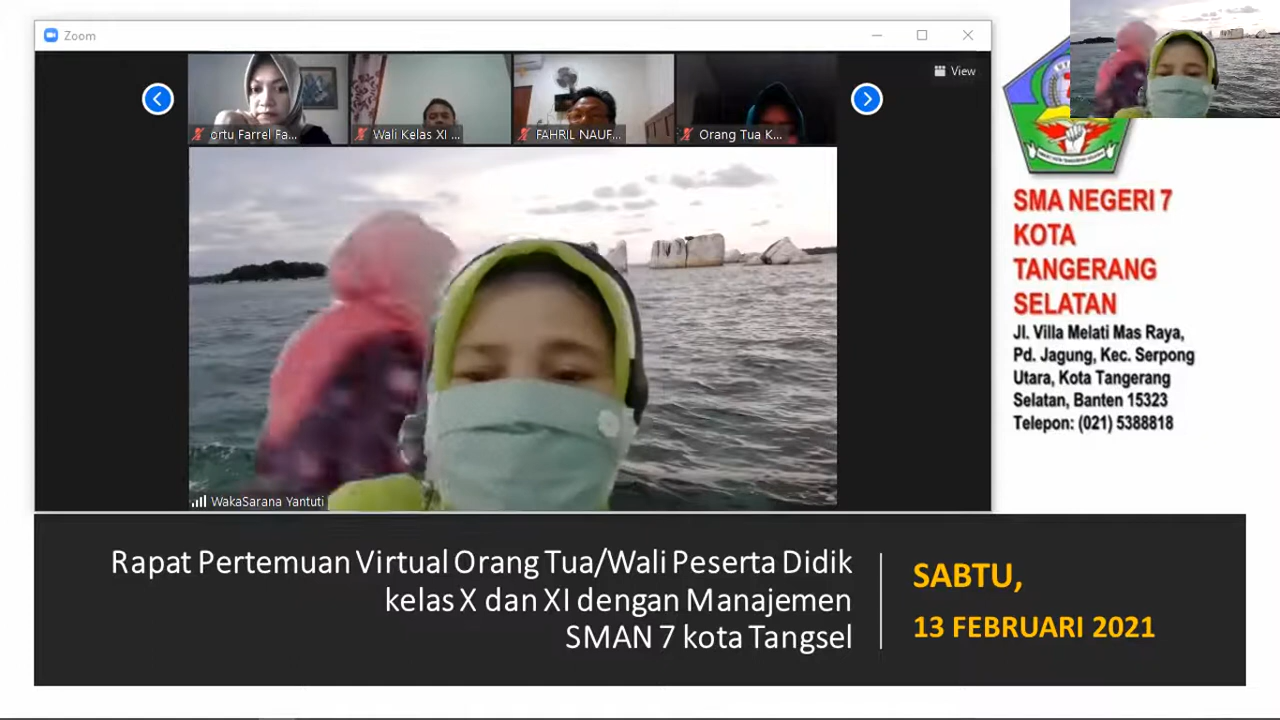 Zoom
View
ortu Farrel Fa...
Wali Kelas XI ...
FAHRIL NAUF...
Orang Tua K...
WakaSarana Yantuti
SMA NEGERI 7
KOTA
TANGERANG
SELATAN
Jl. Villa Melati Mas Raya,
Pd. Jagung, Kec. Serpong
Utara, Kota Tangerang
Selatan, Banten 15323
Telepon: (021) 5388818
Rapat Pertemuan Virtual Orang Tua/Wali Peserta Didik
kelas X dan XI dengan Manajemen
SMAN 7 kota Tangsel
SABTU,
13 FEBRUARI 2021